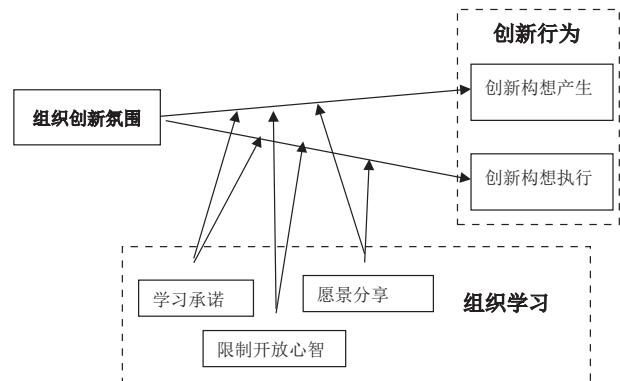 创新行为
创新构想产生
组织创新氛围
创新构想执行
学习承诺
愿景分享
组织学习
限制开放心智